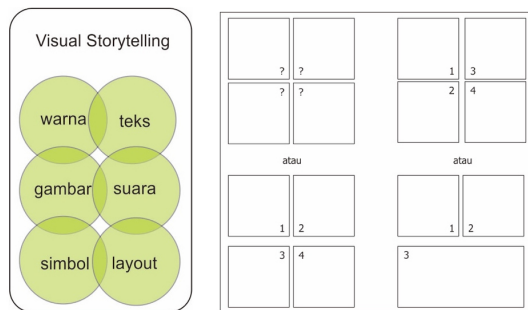 Visual Storytelling
warna teks
gambar suara
simbol layout
? ?
? ?
1 3
2 4
atau atau
1 2
3 4
1 2
3